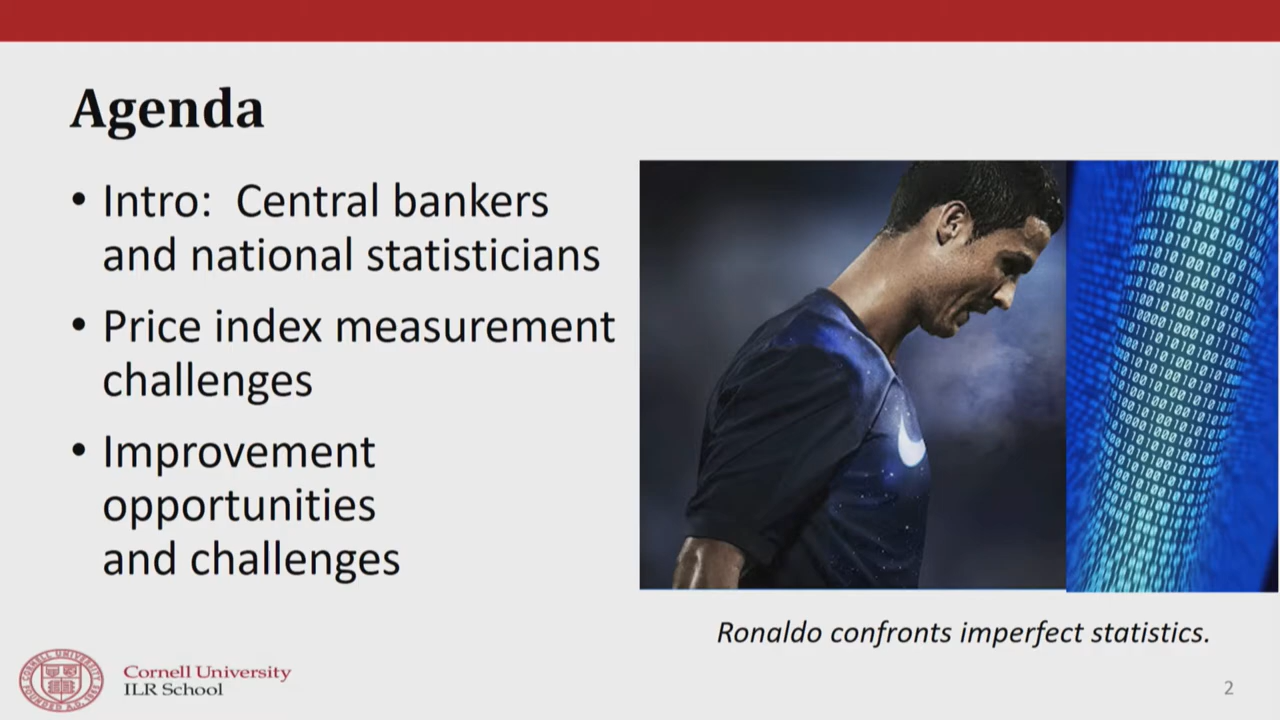 Agenda
• Intro:  Central bankers
and national statisticians
• Price index measurement
challenges
• Improvement
opportunities
and challenges
Ronaldo confronts imperfect statistics.
Cornell University
ILR School
2